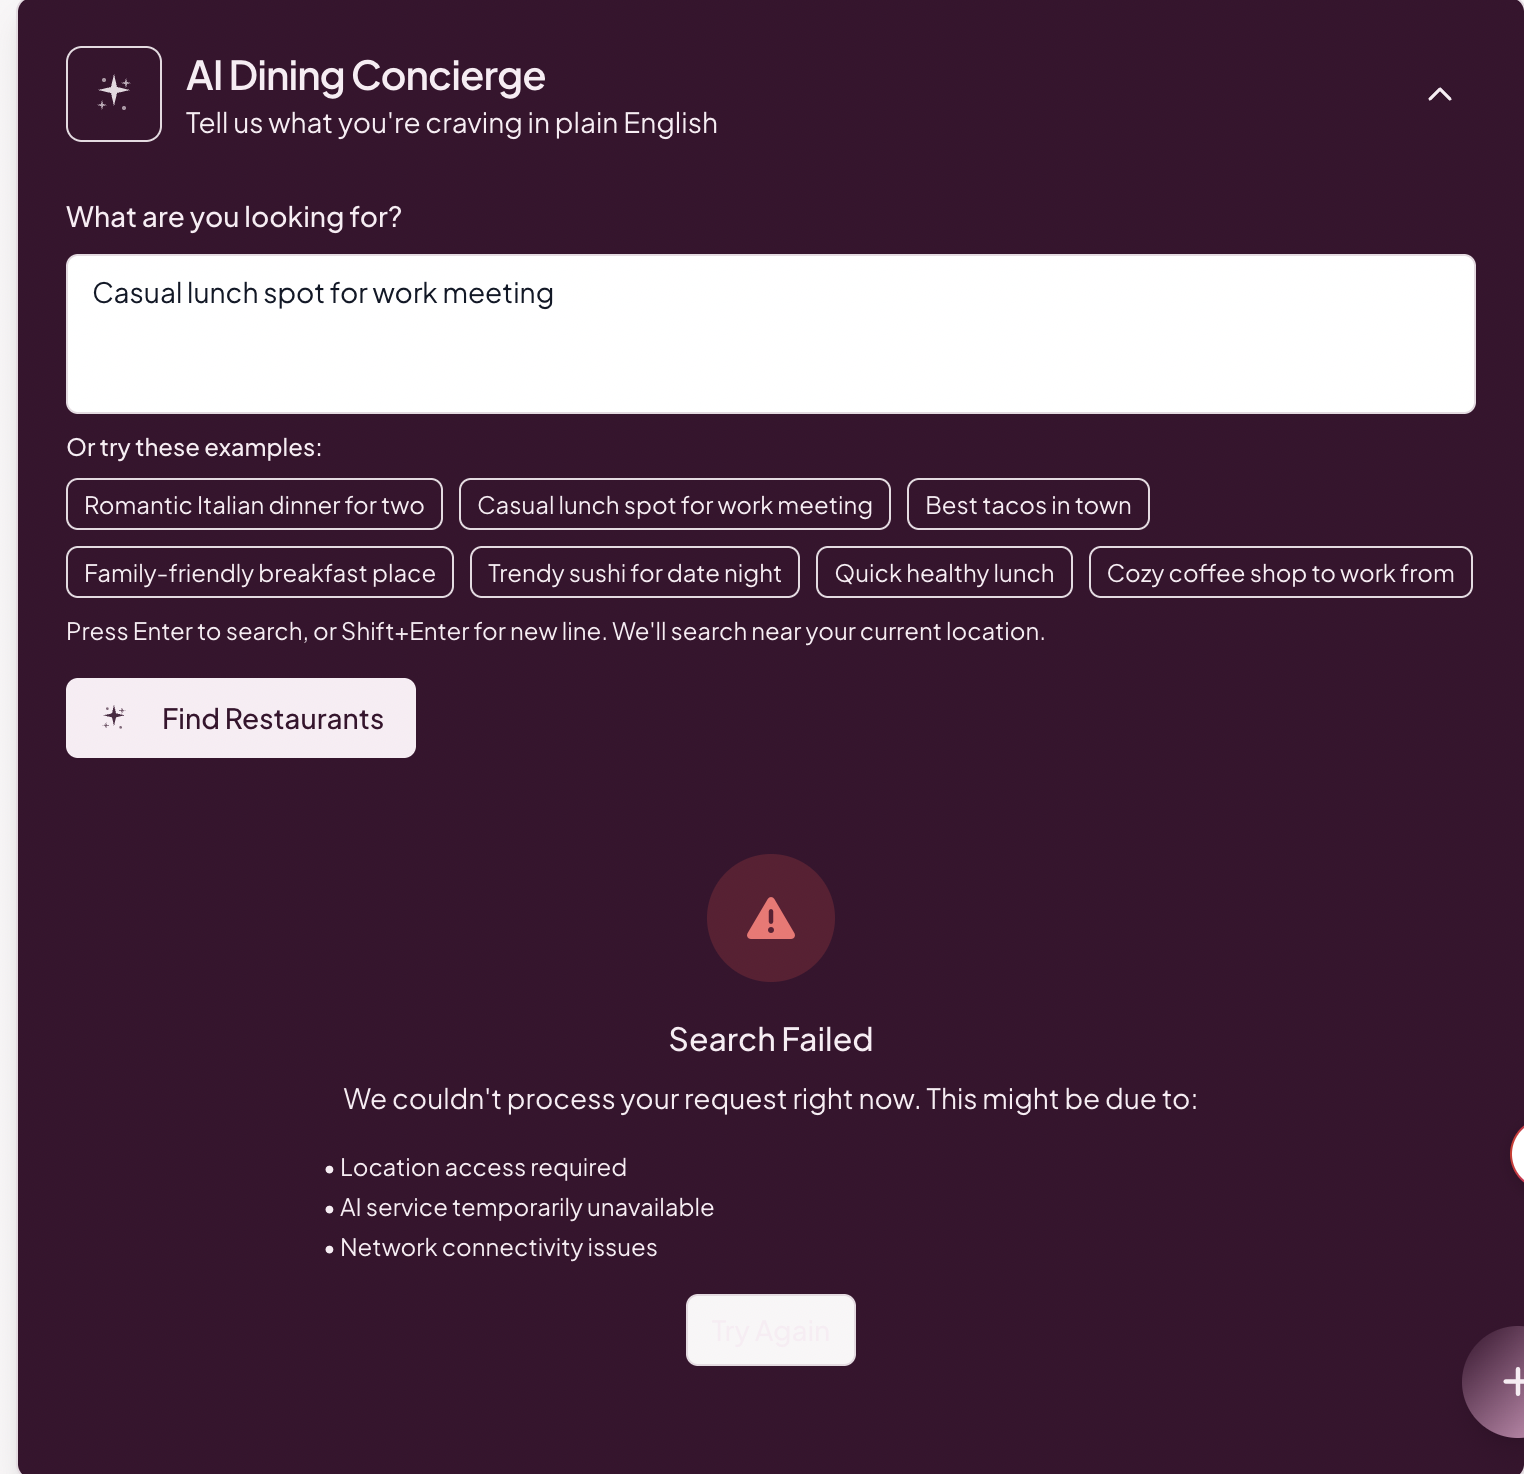 AI Dining Concierge
Tell us what you're craving in plain English
What are you looking for?
Casual lunch spot for work meeting
Or try these examples:
Romantic Italian dinner for two
Casual lunch spot for work meeting
Best tacos in town
Family-friendly breakfast place
Trendy sushi for date night
Quick healthy lunch
Cozy coffee shop to work from
Press Enter to search, or Shift+Enter for new line. We'll search near your current location.
Find Restaurants
Search Failed
We couldn't process your request right now. This might be due to:
• Location access required
• AI service temporarily unavailable
• Network connectivity issues
Try Again